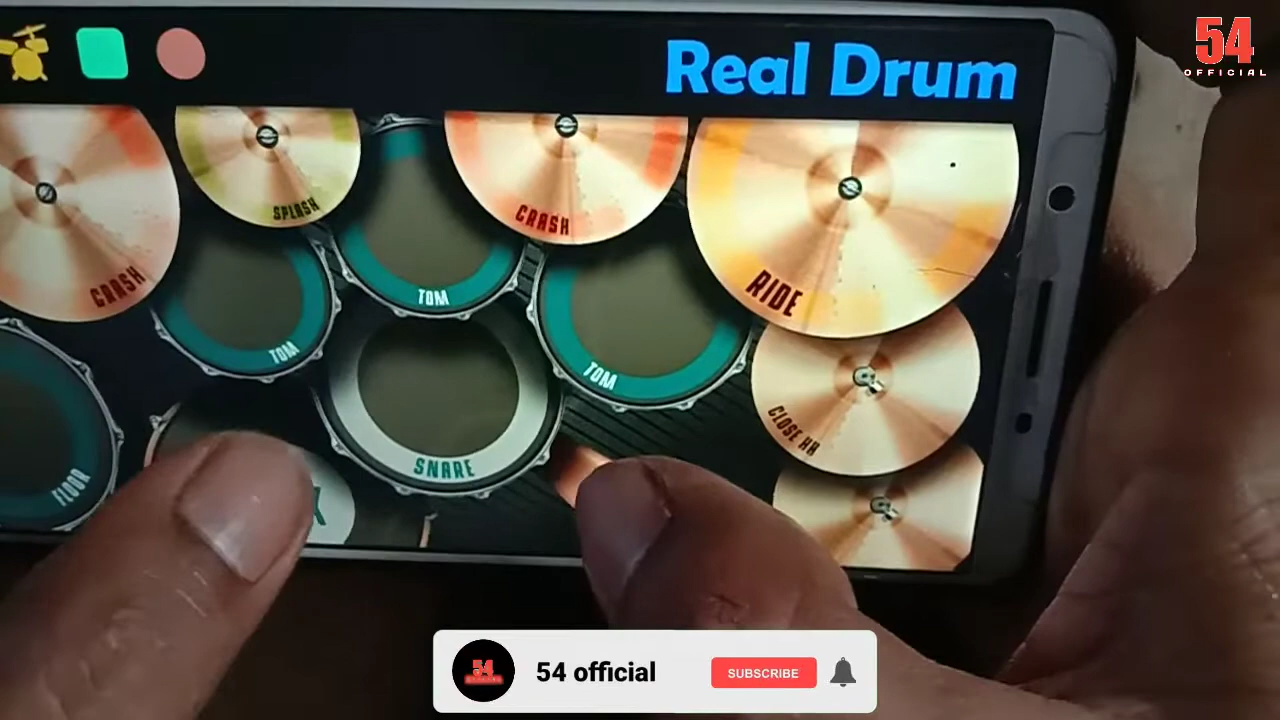 54
OFFICIAL
Real Drum
SPLASH
CRASH
RIDE
CRASH
TOM
TOM
TOM
CLOSE HH
SNARE
FLOOR
54 official
SUBSCRIBE